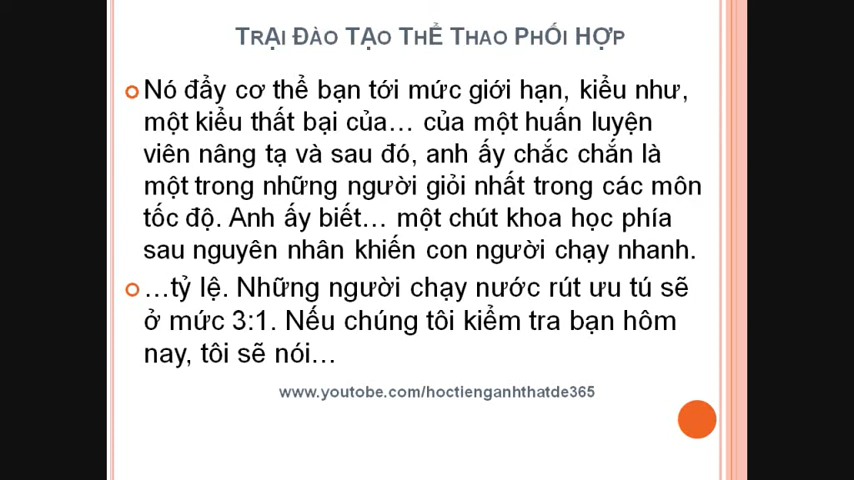 TRẠI ĐÀO TẠO THỂ THAO PHỐI HỢP
Nó đẩy cơ thể bạn tới mức giới hạn, kiểu như,
một kiểu thất bại của… của một huấn luyện
viên nâng tạ và sau đó, anh ấy chắc chắn là
một trong những người giỏi nhất trong các môn
tốc độ. Anh ấy biết… một chút khoa học phía
sau nguyên nhân khiến con người chạy nhanh.
…tỷ lệ. Những người chạy nước rút ưu tú sẽ
ở mức 3:1. Nếu chúng tôi kiểm tra bạn hôm
nay, tôi sẽ nói…
www.youtobe.com/hoctienganhthatde365